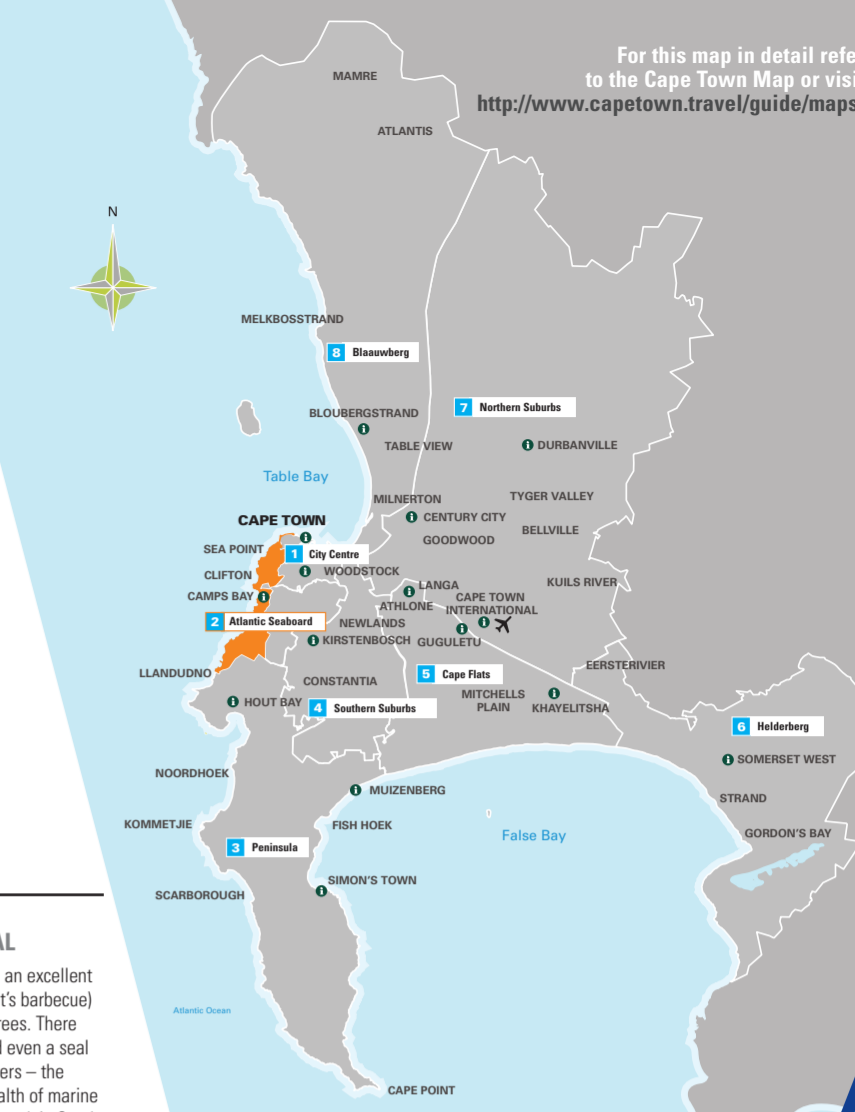 For this map in detail refe
to the Cape Town Map or visi
http://www.capetown.travel/guide/maps
MAMRE
ATLANTIS
N
MELKBOSSTRAND
8 Blaauwberg
7 Northern Suburbs
BLOUBERGSTRAND
i
TABLE VIEW
i DURBANVILLE
Table Bay
MILNERTON
TYGER VALLEY
CAPE TOWN
i CENTURY CITY
BELLVILLE
i
GOODWOOD
SEA POINT
1 City Centre
CLIFTON
i WOODSTOCK
KUILS RIVER
CAMPS BAY i
i LANGA
CAPE TOWN
INTERNATIONAL
ATHLONE
2 Atlantic Seaboard
NEWLANDS
i
i
i KIRSTENBOSCH
GUGULETU
EERSTERIVIER
LLANDUDNO
CONSTANTIA
5 Cape Flats
MITCHELLS
PLAIN
i
KHAYELITSHA
i HOUT BAY
4 Southern Suburbs
6 Helderberg
i SOMERSET WEST
NOORDHOEK
i MUIZENBERG
STRAND
KOMMETJIE
FISH HOEK
False Bay
GORDON'S BAY
3 Peninsula
SIMON'S TOWN
i
SCARBOROUGH
Atlantic Ocean
CAPE POINT
AL
an excellent
t's barbecue)
rees. There
d even a seal
ers – the
alth of marine